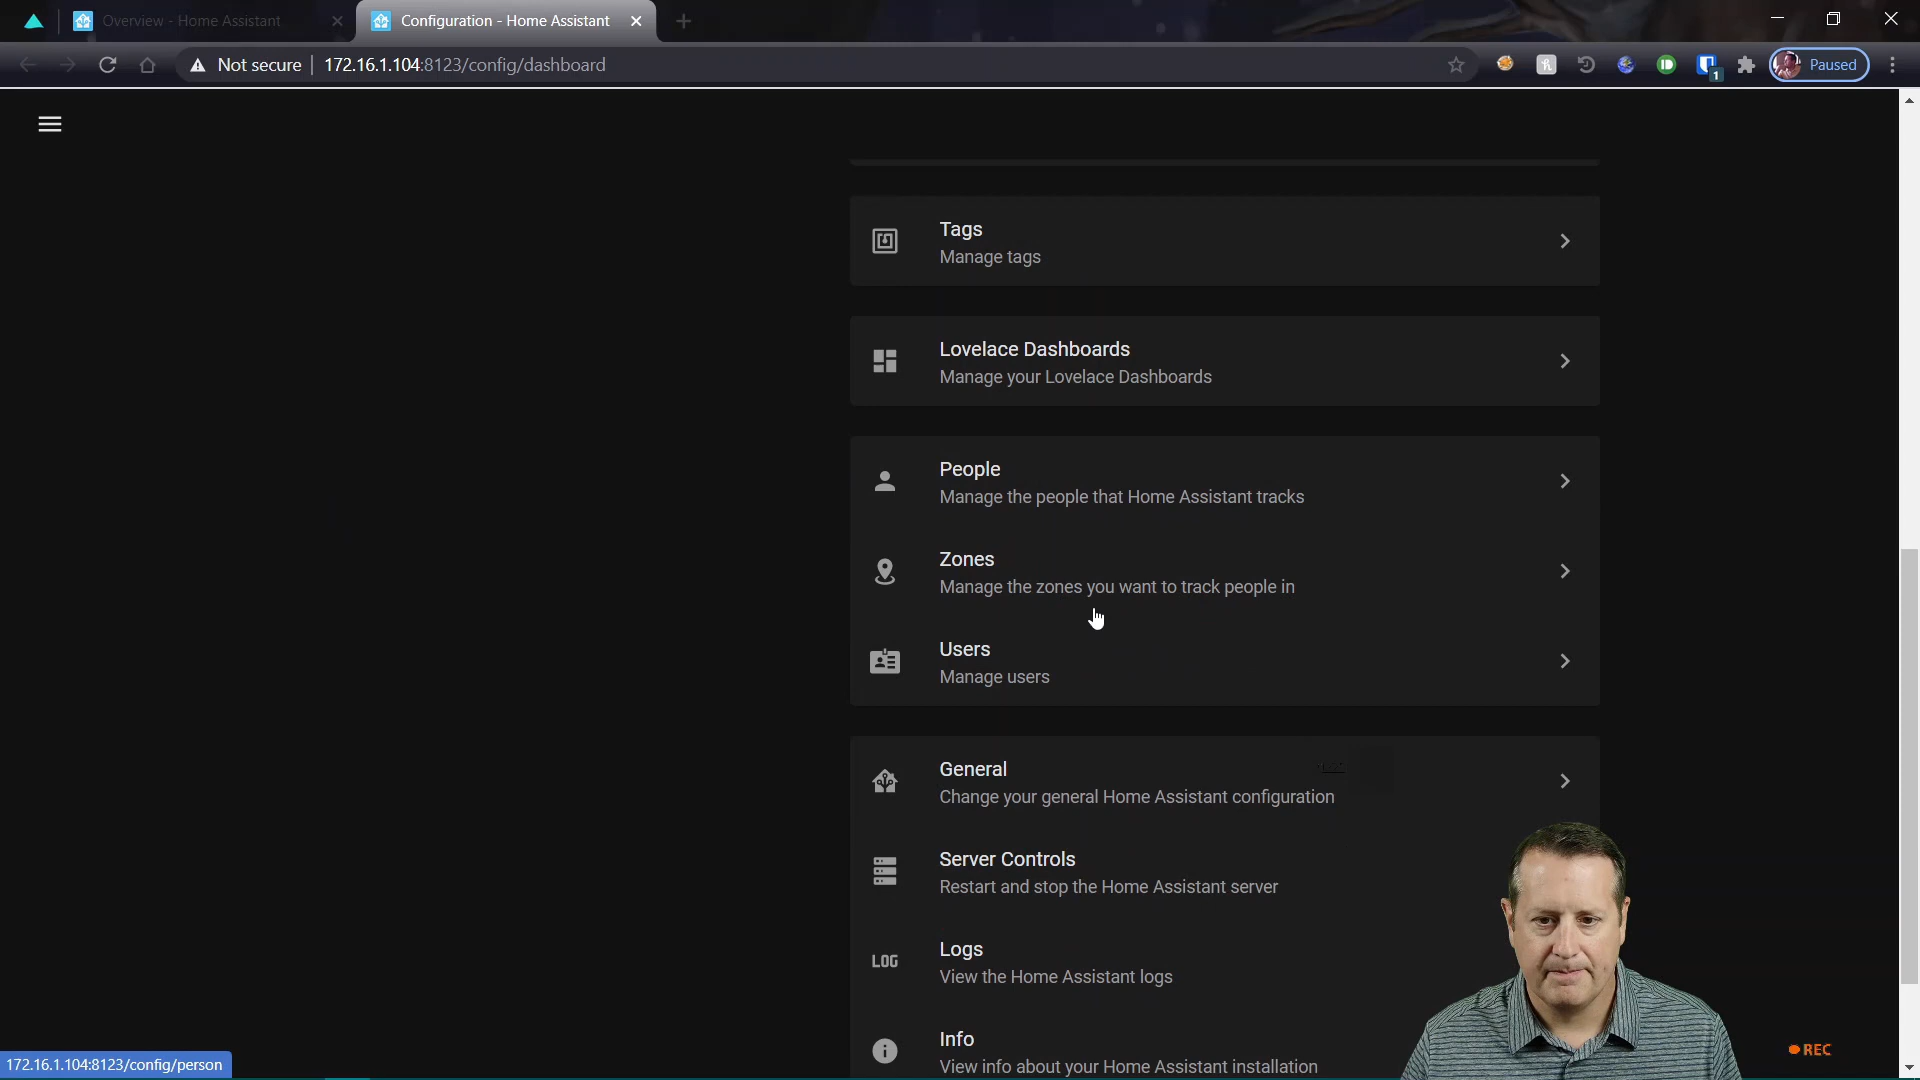 Overview - Home Assistant
Configuration - Home Assistant
Not secure
172.16.1.104:8123/config/dashboard
1
Paused
Tags
Manage tags
Lovelace Dashboards
Manage your Lovelace Dashboards
People
Manage the people that Home Assistant tracks
Zones
Manage the zones you want to track people in
Users
Manage users
General
Change your general Home Assistant configuration
Server Controls
Restart and stop the Home Assistant server
LOG
Logs
View the Home Assistant logs
Info
View info about your Home Assistant installation
172.16.1.104:8123/config/person
REC